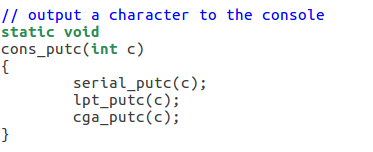 // output a character to the console
static void
cons_putc(int c)
{
        serial_putc(c);
        lpt_putc(c);
        cga_putc(c);
}